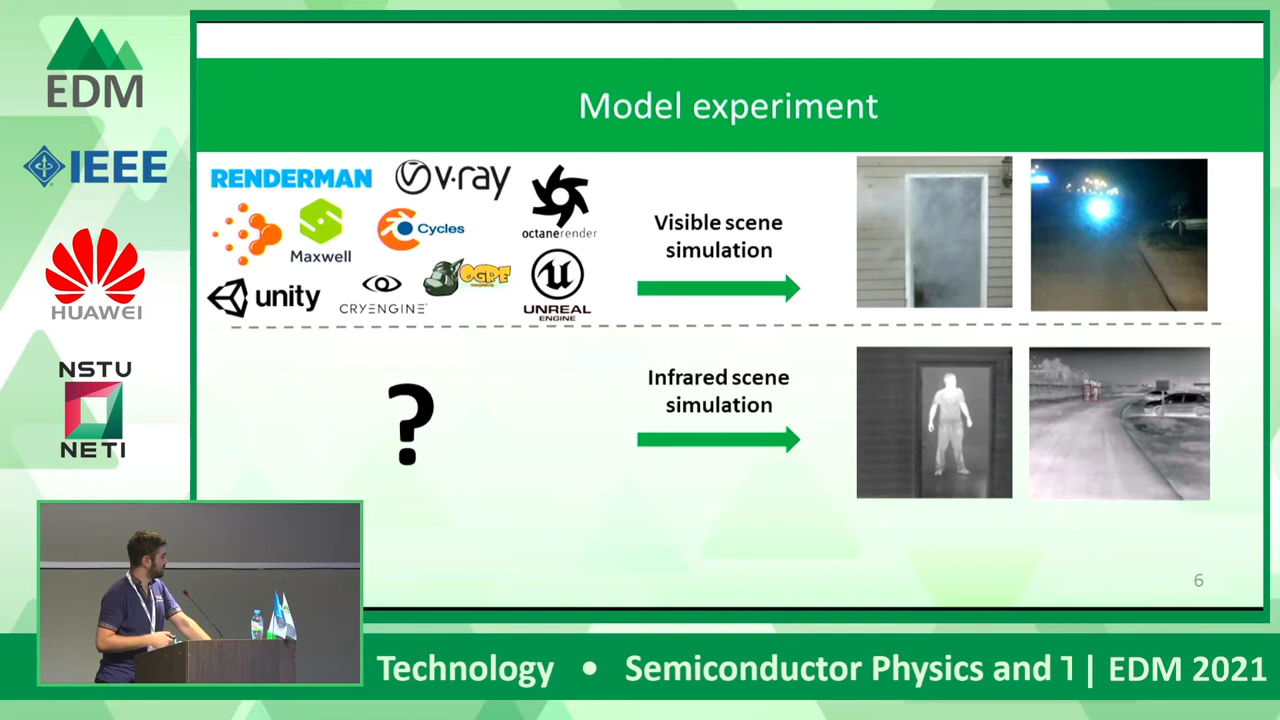 EDM
IEEE
HUAWEI
NSTU
NETI
Model experiment
RENDERMAN
v·ray
octanerender
Maxwell
Cycles
unity
CRYENGINE
OGRE
UNREAL
ENGINE
Visible scene
simulation
?
Infrared scene
simulation
6
Technology • Semiconductor Physics and T | EDM 2021